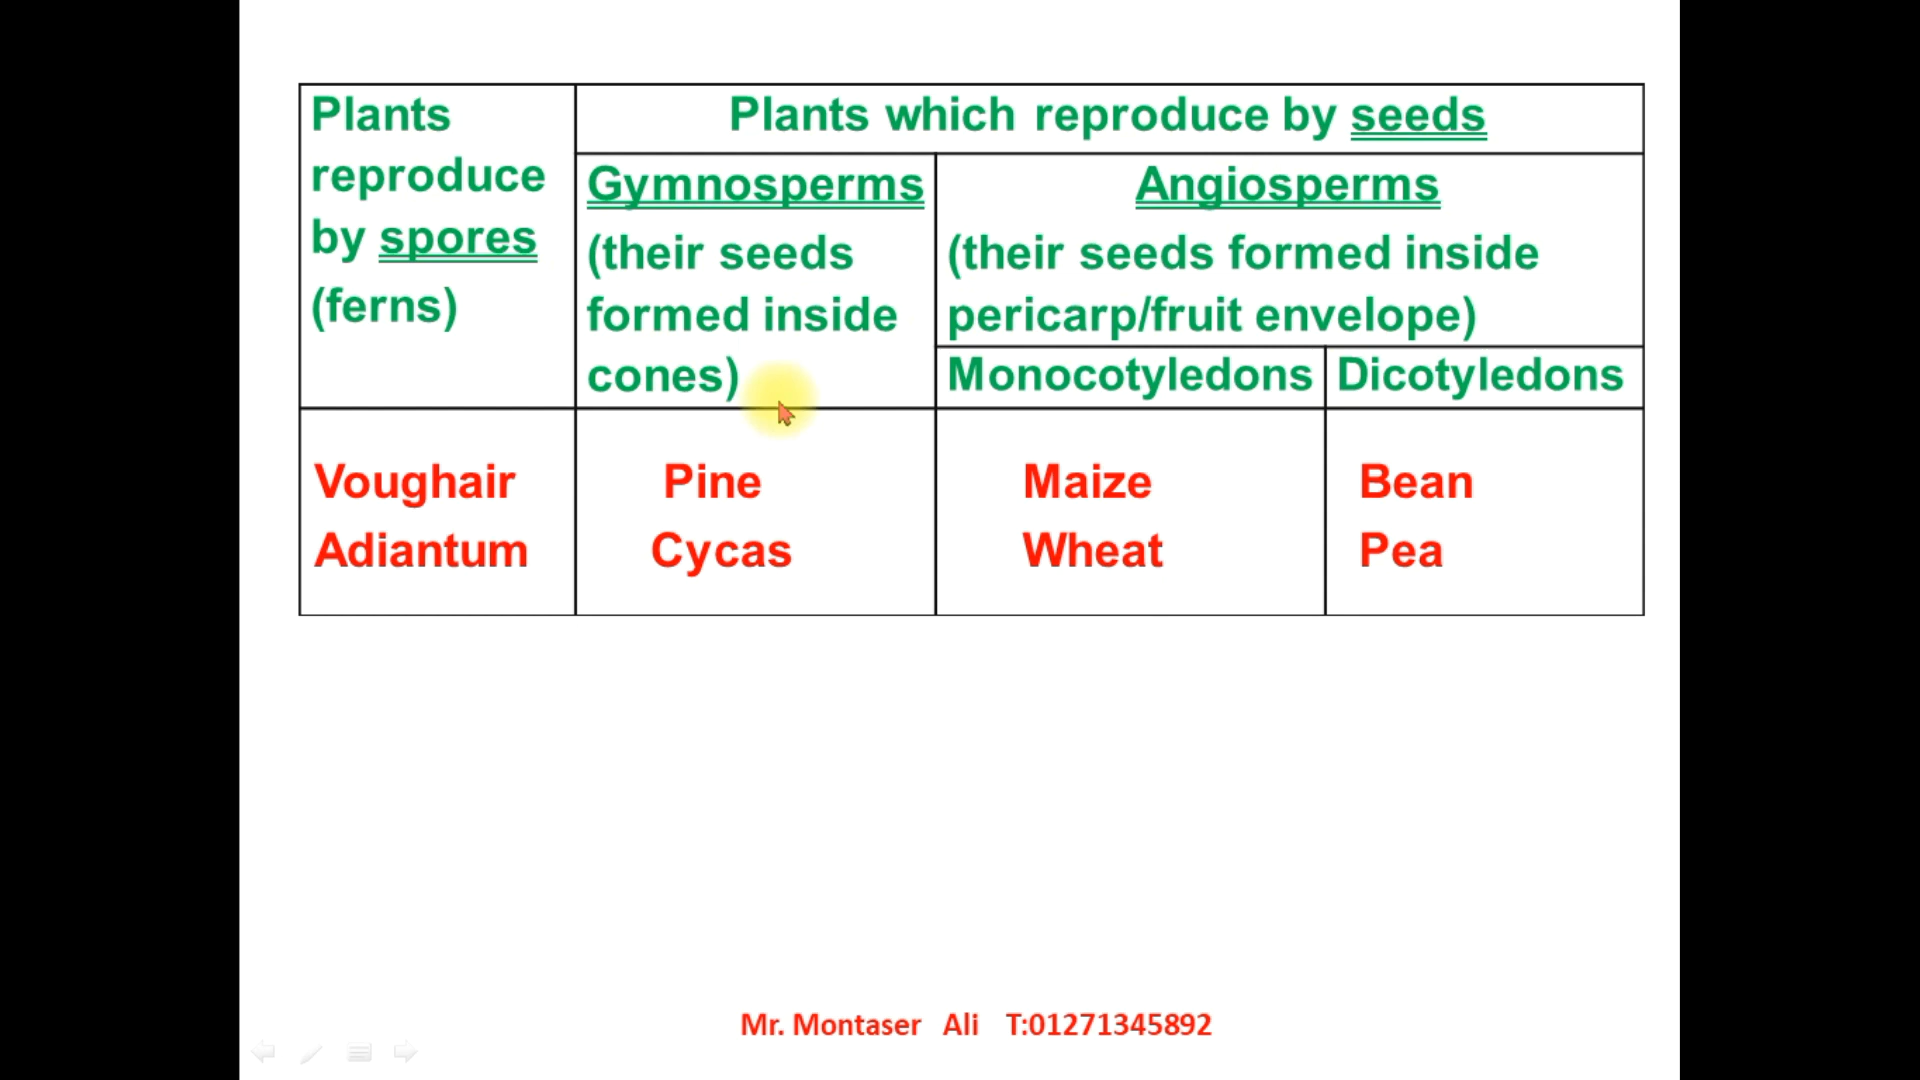 Plants
reproduce
by spores
(ferns)
Plants which reproduce by seeds
Gymnosperms
(their seeds
formed inside
cones)
Angiosperms
(their seeds formed inside
pericarp/fruit envelope)
Monocotyledons
Dicotyledons
Voughair
Adiantum
Pine
Cycas
Maize
Wheat
Bean
Pea
Mr. Montaser Ali T:01271345892